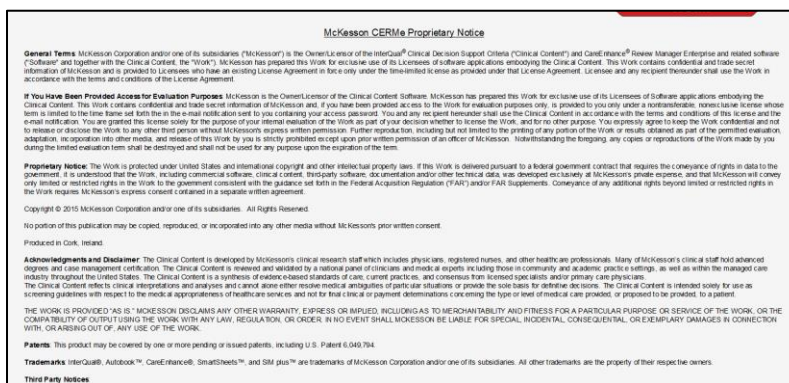 McKesson CERMe Proprietary Notice
General Terms: McKesson Corporation and/or one of its subsidiaries ("McKesson") is the Owner/Licensor of the InterQual® Clinical Decision Support Criteria ("Clinical Content") and CareEnhance® Review Manager Enterprise and related software
("Software" and together with the Clinical Content, the "Work"). McKesson has prepared this Work for exclusive use of its Licensees of software applications embodying the Clinical Content. This Work contains confidential and trade secret
information of McKesson and is provided to Licensees who have an existing License Agreement in force only under the time-limited license as provided under that License Agreement. Licensee and any recipient thereunder shall use the Work in
accordance with the terms and conditions of the License Agreement.
If You Have Been Provided Access for Evaluation Purposes: McKesson is the Owner/Licensor of the Clinical Content Software. McKesson has prepared this Work for exclusive use of its Licensees of Software applications embodying the
Clinical Content. This Work contains confidential and trade secret information of McKesson and, if you have been provided access to the Work for evaluation purposes only, is provided to you only under a nontransferable, nonexclusive license whose
term is limited to the time frame set forth the in the e-mail notification sent to you containing your access password. You and any recipient hereunder shall use the Clinical Content in accordance with the terms and conditions of this license and the
e-mail notification. You are granted this license solely for the purpose of your internal evaluation of the Work as part of your decision whether to license the Work, and for no other purpose. You expressly agree to keep the Work confidential and not
to release or disclose the Work to any other third person without McKesson's express written permission. Further reproduction, including but not limited to the printing of any portion of the Work or results obtained as part of the permitted evaluation,
adaptation, incorporation into other media, and release of this Work by you is strictly prohibited except upon prior written permission of an officer of McKesson. Notwithstanding the foregoing, any copies or reproductions of the Work made by you
during the limited evaluation term shall be destroyed and shall not be used for any purpose upon the expiration of the term.
Proprietary Notice: The Work is protected under United States and international copyright and other intellectual property laws. If this Work is delivered pursuant to a federal government contract that requires the conveyance of rights in data to the
government, it is understood that the Work, including commercial software, clinical content, third-party software, documentation and/or other technical data, was developed exclusively at McKesson's private expense, and that McKesson will convey
only limited or restricted rights in the Work to the government consistent with the guidance set forth in the Federal Acquisition Regulation ("FAR") and/or FAR Supplements. Conveyance of any additional rights beyond limited or restricted rights in
the Work requires McKesson's express consent contained in a separate written agreement.
Copyright © 2015 McKesson Corporation and/or one of its subsidiaries. All Rights Reserved.
No portion of this publication may be copied, reproduced, or incorporated into any other media without McKesson's prior written consent.
Produced in Cork, Ireland
Acknowledgments and Disclaimer: The Clinical Content is developed by McKesson's clinical research staff which includes physicians, registered nurses, and other healthcare professionals. Many of McKesson's clinical staff hold advanced
degrees and case management certification. The Clinical Content is reviewed and validated by a national panel of clinicians and medical experts including those in community and academic practice settings, as well as within the managed care
industry throughout the United States. The Clinical Content is a synthesis of evidence-based standards of care, current practices, and consensus from licensed specialists and/or primary care physicians.
The Clinical Content reflects clinical interpretations and analyses and cannot alone either resolve medical ambiguities of particular situations or provide the sole basis for definitive decisions. The Clinical Content is intended solely for use as
screening guidelines with respect to the medical appropriateness of healthcare services and not for final clinical or payment determinations concerning the type or level of medical care provided, or proposed to be provided, to a patient.
THE WORK IS PROVIDED "AS IS." MCKESSON DISCLAIMS ANY OTHER WARRANTY, EXPRESS OR IMPLIED, INCLUDING AS TO MERCHANTABILITY AND FITNESS FOR A PARTICULAR PURPOSE OR SERVICE OF THE WORK, OR THE
COMPATIBILITY OF OUTPUT USING THE WORK WITH ANY LAW, REGULATION, OR ORDER. IN NO EVENT SHALL MCKESSON BE LIABLE FOR SPECIAL, INCIDENTAL, CONSEQUENTIAL, OR EXEMPLARY DAMAGES IN CONNECTION
WITH, OR ARISING OUT OF, ANY USE OF THE WORK.
Patents: This product may be covered by one or more pending or issued patents, including U.S. Patent 6,049,794.
Trademarks: InterQual®, Autobook™, CareEnhance®, SmartSheets™, and SIM plus™ are trademarks of McKesson Corporation and/or one of its subsidiaries. All other trademarks are the property of their respective owners.
Third Party Notices